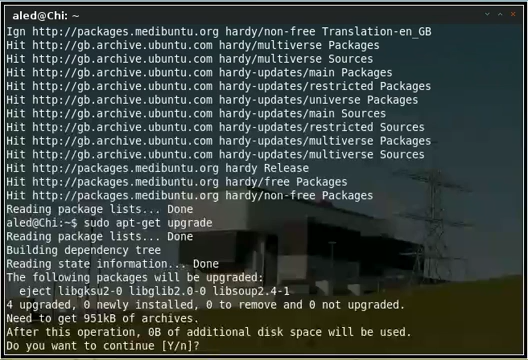 aled@Chi: ~
Ign http://packages.medibuntu.org hardy/non-free Translation-en_GB
Hit http://gb.archive.ubuntu.com hardy/multiverse Packages
Hit http://gb.archive.ubuntu.com hardy/multiverse Sources
Hit http://gb.archive.ubuntu.com hardy-updates/main Packages
Hit http://gb.archive.ubuntu.com hardy-updates/restricted Packages
Hit http://gb.archive.ubuntu.com hardy-updates/universe Packages
Hit http://gb.archive.ubuntu.com hardy-updates/main Sources
Hit http://gb.archive.ubuntu.com hardy-updates/restricted Sources
Hit http://gb.archive.ubuntu.com hardy-updates/multiverse Packages
Hit http://gb.archive.ubuntu.com hardy-updates/multiverse Sources
Hit http://packages.medibuntu.org hardy Release
Hit http://packages.medibuntu.org hardy/free Packages
Hit http://packages.medibuntu.org hardy/non-free Packages
Reading package lists... Done
aled@Chi:~$ sudo apt-get upgrade
Reading package lists... Done
Building dependency tree
Reading state information... Done
The following packages will be upgraded:
eject libgksu2-0 libglib2.0-0 libsoup2.4-1
4 upgraded, 0 newly installed, 0 to remove and 0 not upgraded.
Need to get 951kB of archives.
After this operation, 0B of additional disk space will be used.
Do you want to continue [Y/n]?